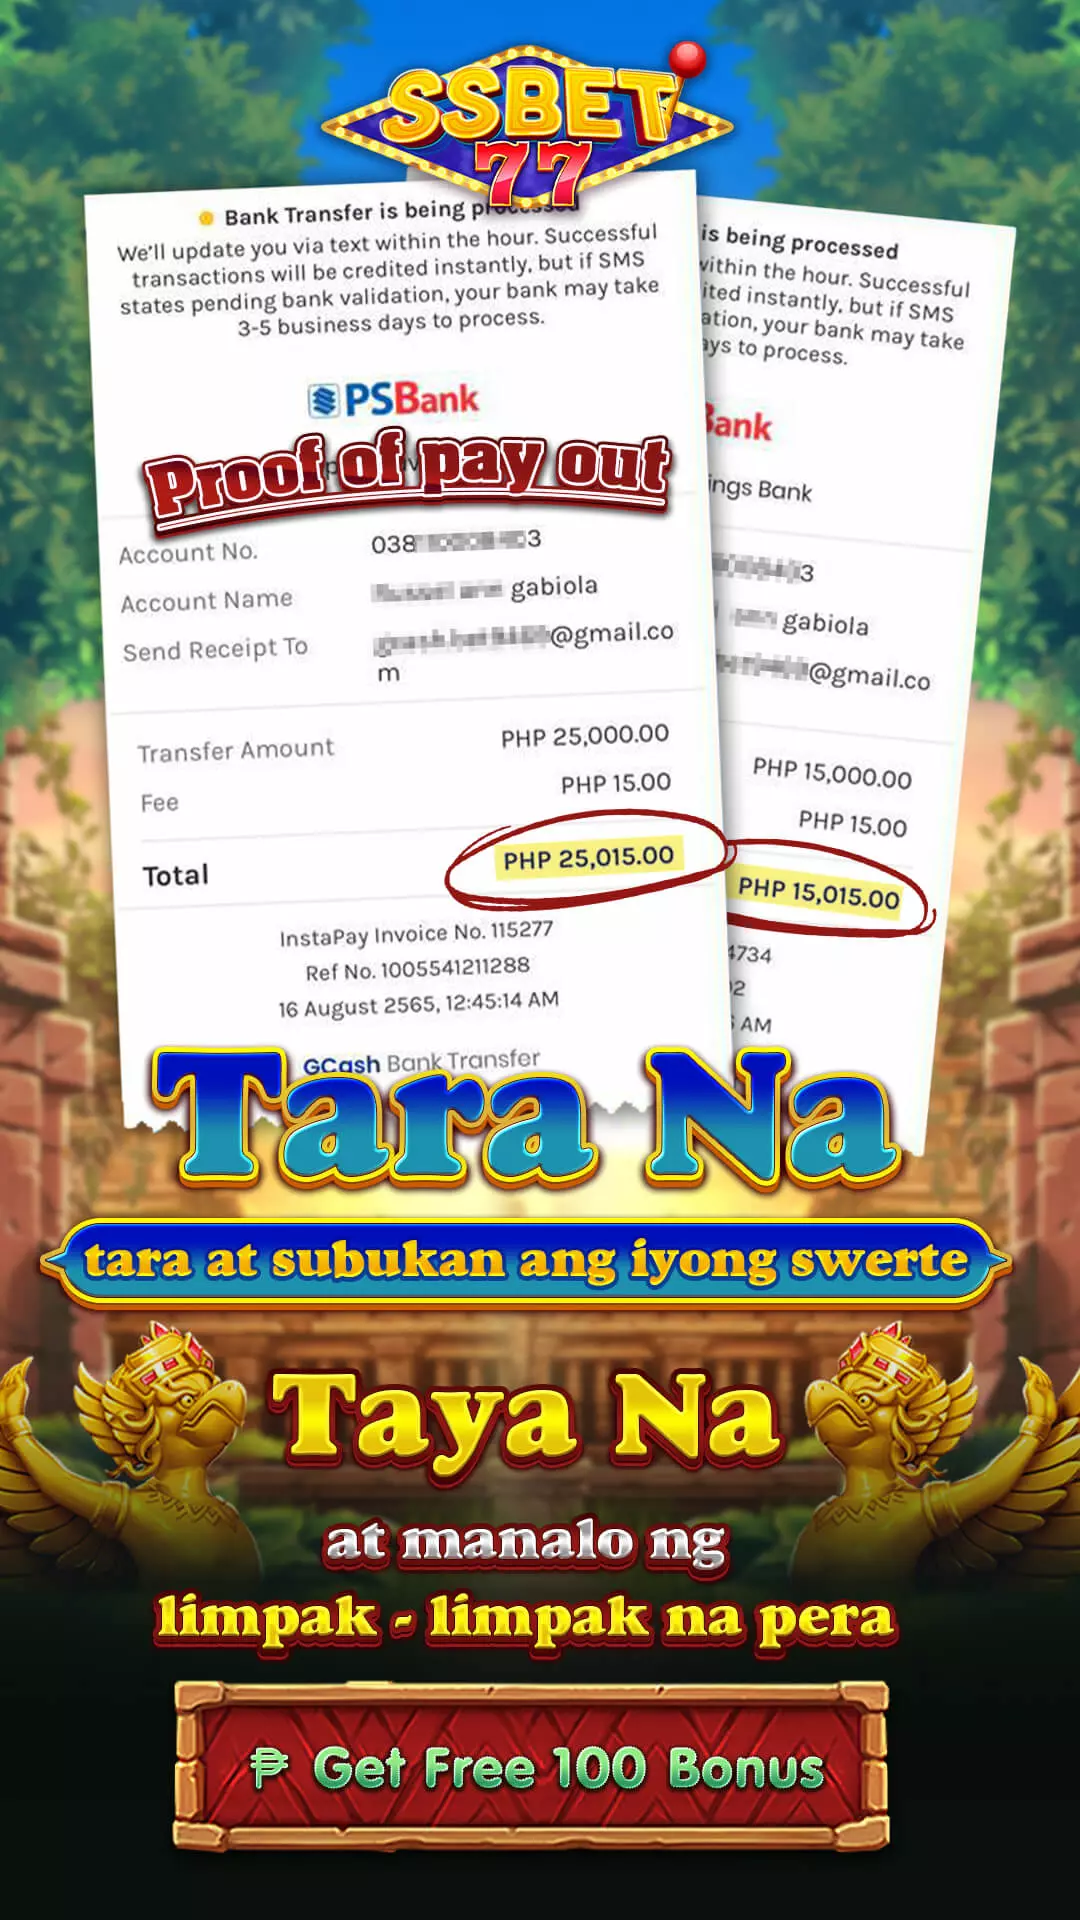 SSBET
77
Bank Transfer is being processed
We'll update you via text within the hour. Successful
transactions will be credited instantly, but if SMS
states pending bank validation, your bank may take
3-5 business days to process.
PSBank
Proof of pay out
Account No. 038 3
Account Name gabiola
Send Receipt To @gmail.co
m
Transfer Amount PHP 25,000.00
Fee PHP 15.00
Total PHP 25,015.00
InstaPay Invoice No. 115277
Ref No. 1005541211288
16 August 2565, 12:45:14 AM
GCash Bank Transfer
is being processed
within the hour. Successful
ited instantly, but if SMS
ation, your bank may take
ays to process.
Bank
ings Bank
3
gabiola
@gmail.co
PHP 15,000.00
PHP 15.00
PHP 15,015.00
4734
2
AM
Tara Na
tara at subukan ang iyong swerte
Taya Na
at manalo ng
limpak - limpak na pera
₱ Get Free 100 Bonus